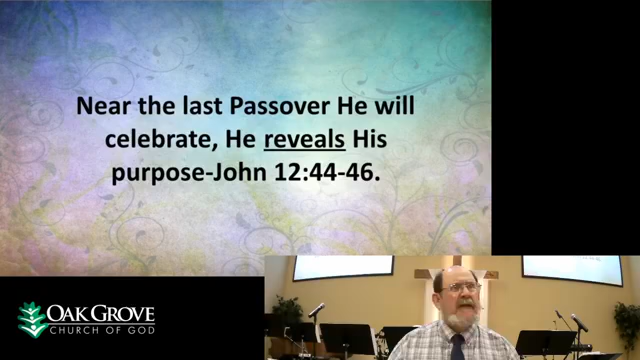 Near the last Passover He will
celebrate, He reveals His
purpose-John 12:44-46.
OAK GROVE
CHURCH OF GOD